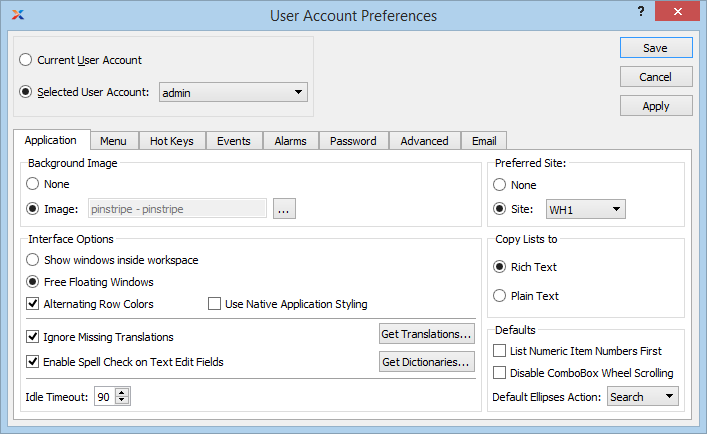 User Account Preferences
?
Current User Account
Selected User Account: admin
Save
Cancel
Apply
Application Menu Hot Keys Events Alarms Password Advanced Email
Background Image
None
Image: pinstripe - pinstripe ...
Preferred Site:
None
Site: WH1
Interface Options
Show windows inside workspace
Free Floating Windows
Alternating Row Colors Use Native Application Styling
Ignore Missing Translations Get Translations...
Enable Spell Check on Text Edit Fields Get Dictionaries...
Idle Timeout: 90
Copy Lists to
Rich Text
Plain Text
Defaults
List Numeric Item Numbers First
Disable ComboBox Wheel Scrolling
Default Ellipses Action: Search